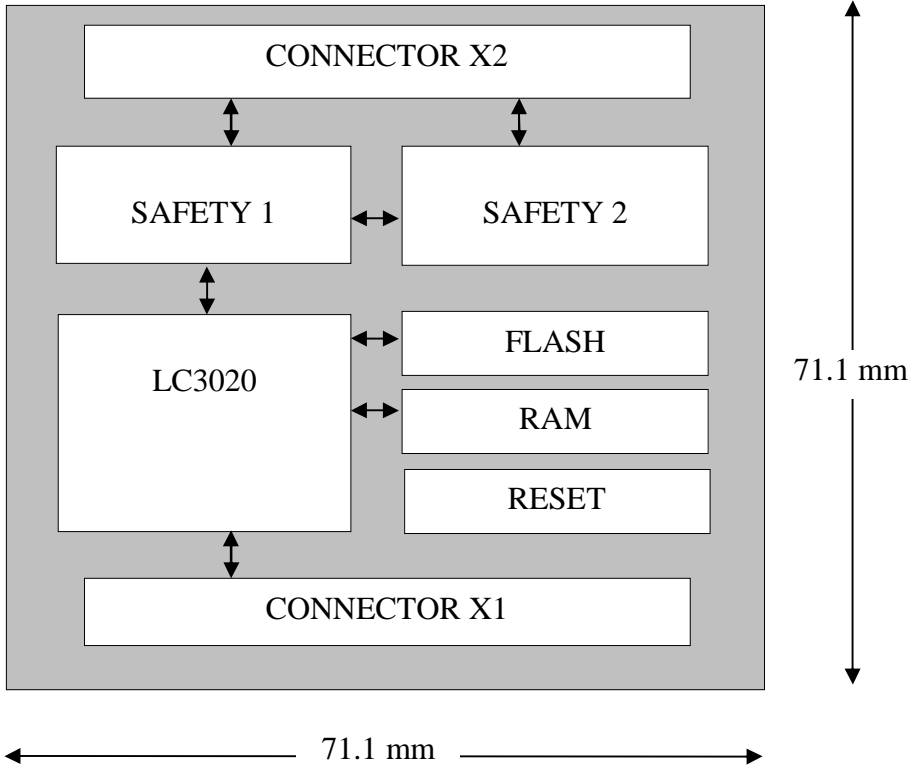 CONNECTOR X2
SAFETY 1
SAFETY 2
LC3020
FLASH
RAM
RESET
CONNECTOR X1
71.1 mm
71.1 mm